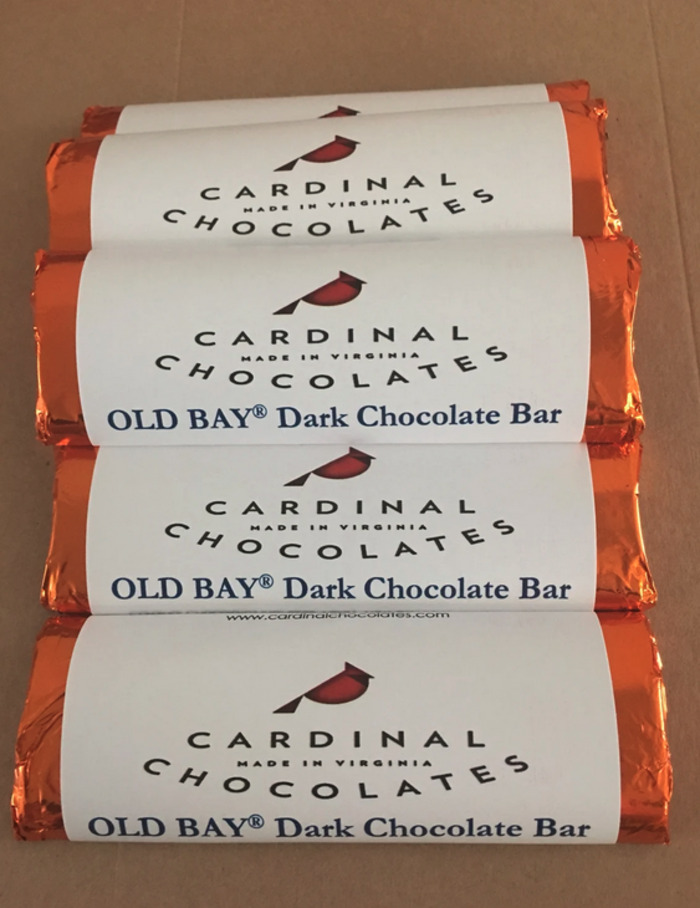 CARDINAL
MADE IN VIRGINIA
CHOCOLATES
CARDINAL
MADE IN VIRGINIA
CHOCOLATES
OLD BAY® Dark Chocolate Bar
CARDINAL
MADE IN VIRGINIA
CHOCOLATES
OLD BAY® Dark Chocolate Bar
www.cardinalchocolates.com
CARDINAL
MADE IN VIRGINIA
CHOCOLATES
OLD BAY® Dark Chocolate Bar